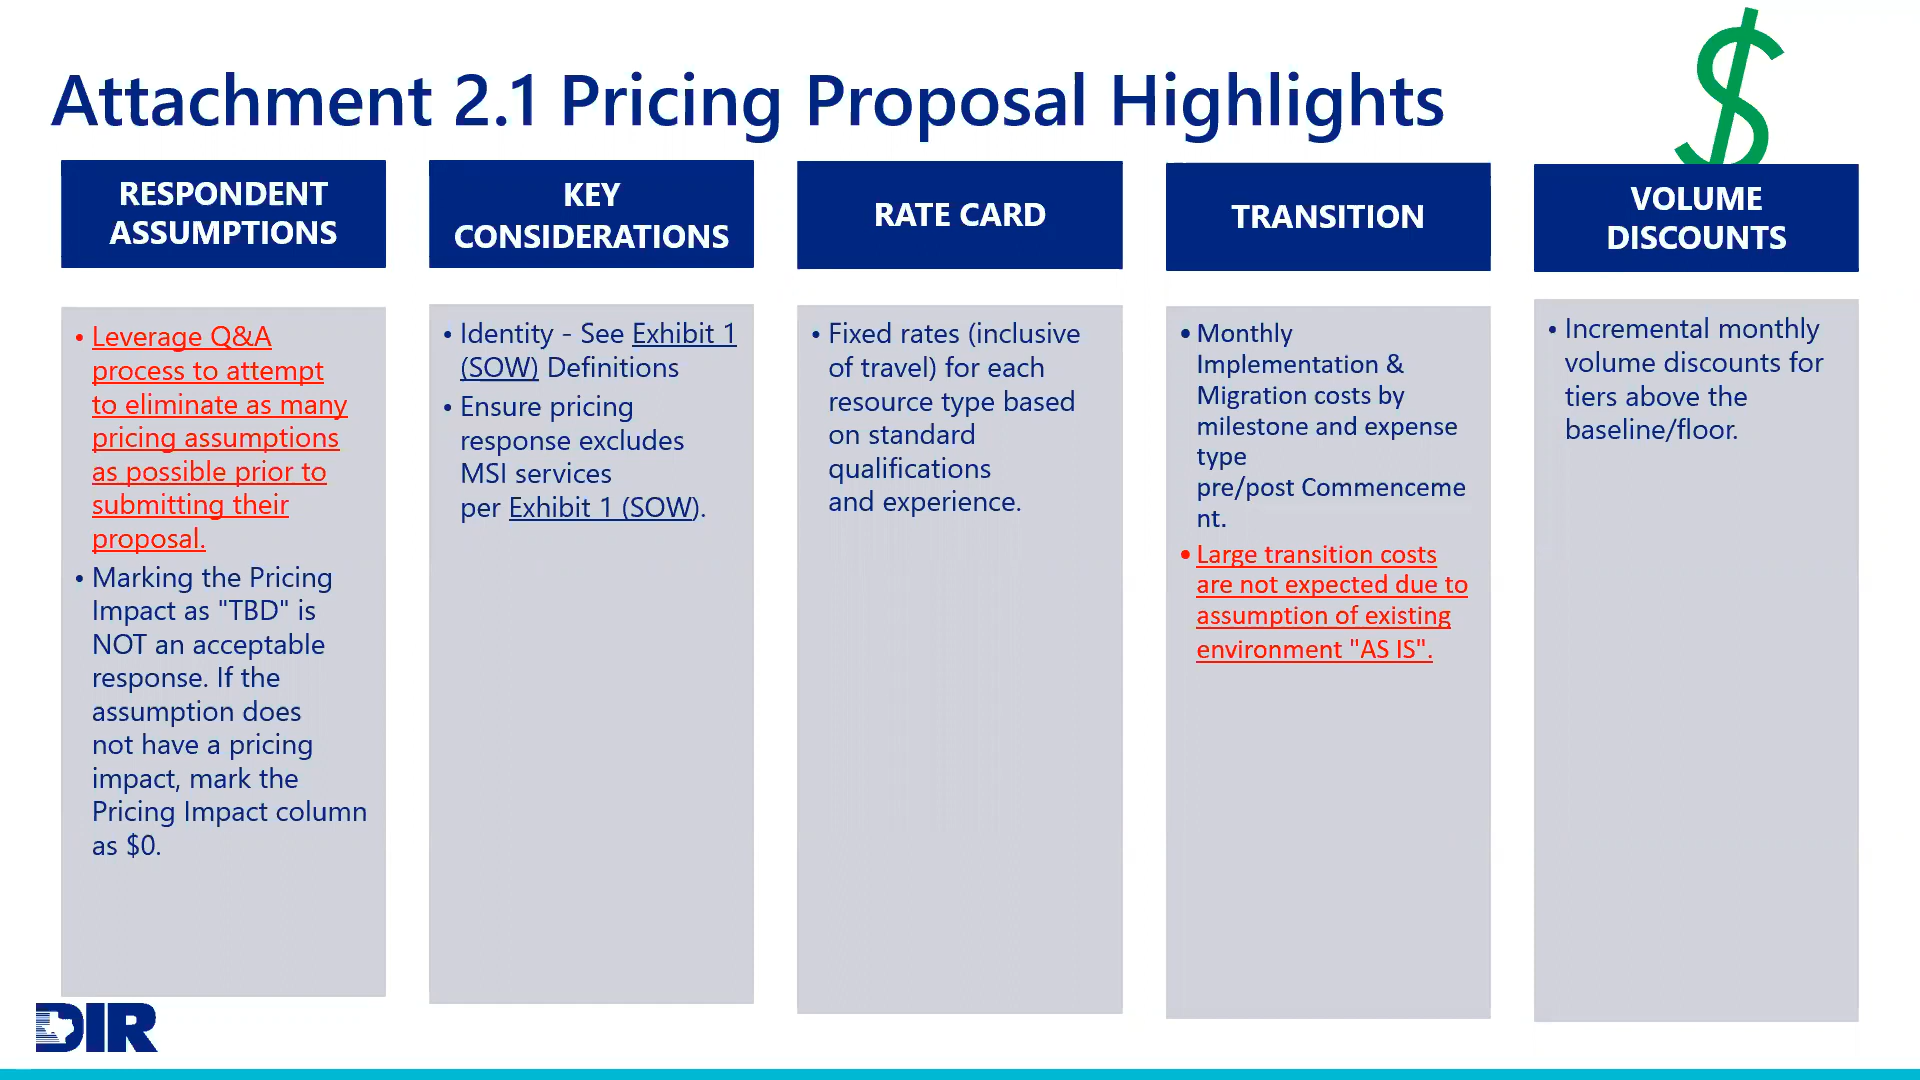 Attachment 2.1 Pricing Proposal Highlights
$
RESPONDENT
ASSUMPTIONS
• Leverage Q&A
process to attempt
to eliminate as many
pricing assumptions
as possible prior to
submitting their
proposal.
• Marking the Pricing
Impact as "TBD" is
NOT an acceptable
response. If the
assumption does
not have a pricing
impact, mark the
Pricing Impact column
as $0.
KEY
CONSIDERATIONS
• Identity - See Exhibit 1
(SOW) Definitions
• Ensure pricing
response excludes
MSI services
per Exhibit 1 (SOW).
RATE CARD
• Fixed rates (inclusive
of travel) for each
resource type based
on standard
qualifications
and experience.
TRANSITION
• Monthly
Implementation &
Migration costs by
milestone and expense
type
pre/post Commenceme
nt.
• Large transition costs
are not expected due to
assumption of existing
environment "AS IS".
VOLUME
DISCOUNTS
• Incremental monthly
volume discounts for
tiers above the
baseline/floor.
DIR